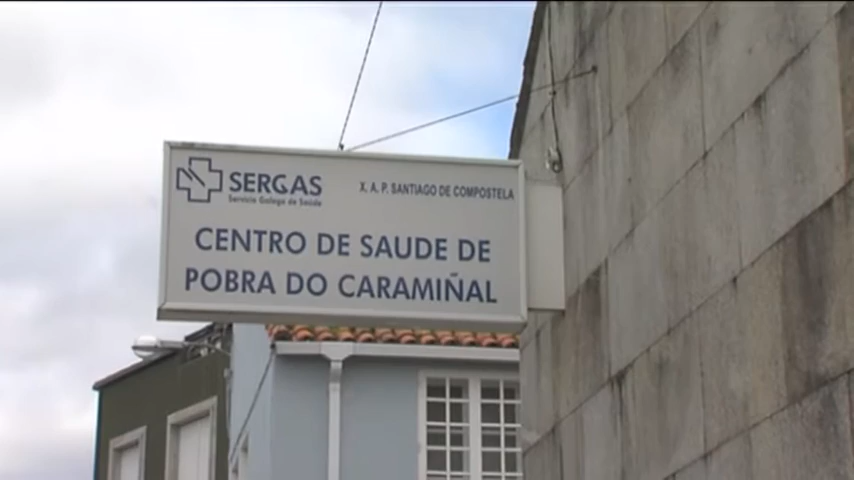 SERGAS
Servizo Galego de Saúde
X. A. P. SANTIAGO DE COMPOSTELA
CENTRO DE SAUDE DE
POBRA DO CARAMIÑAL